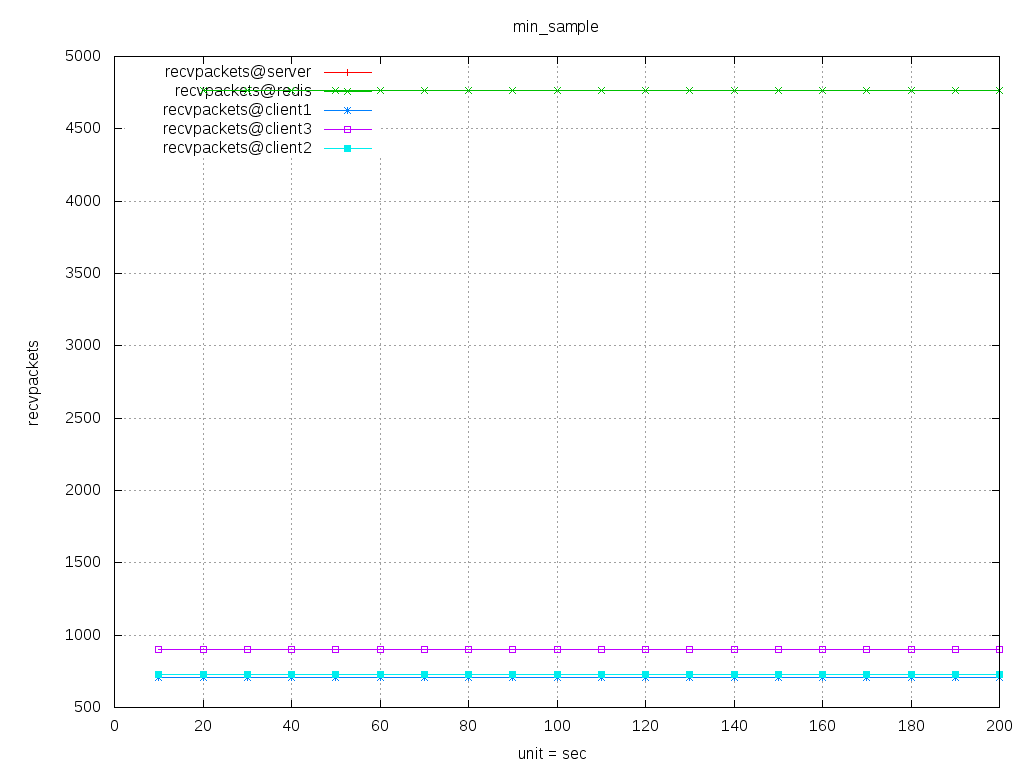 min_sample
5000
4500
4000
3500
3000
2500
2000
1500
1000
500
recvpackets
recvpackets@server
recvpackets@redis
recvpackets@client1
recvpackets@client3
recvpackets@client2
0 20 40 60 80 100 120 140 160 180 200
unit = sec